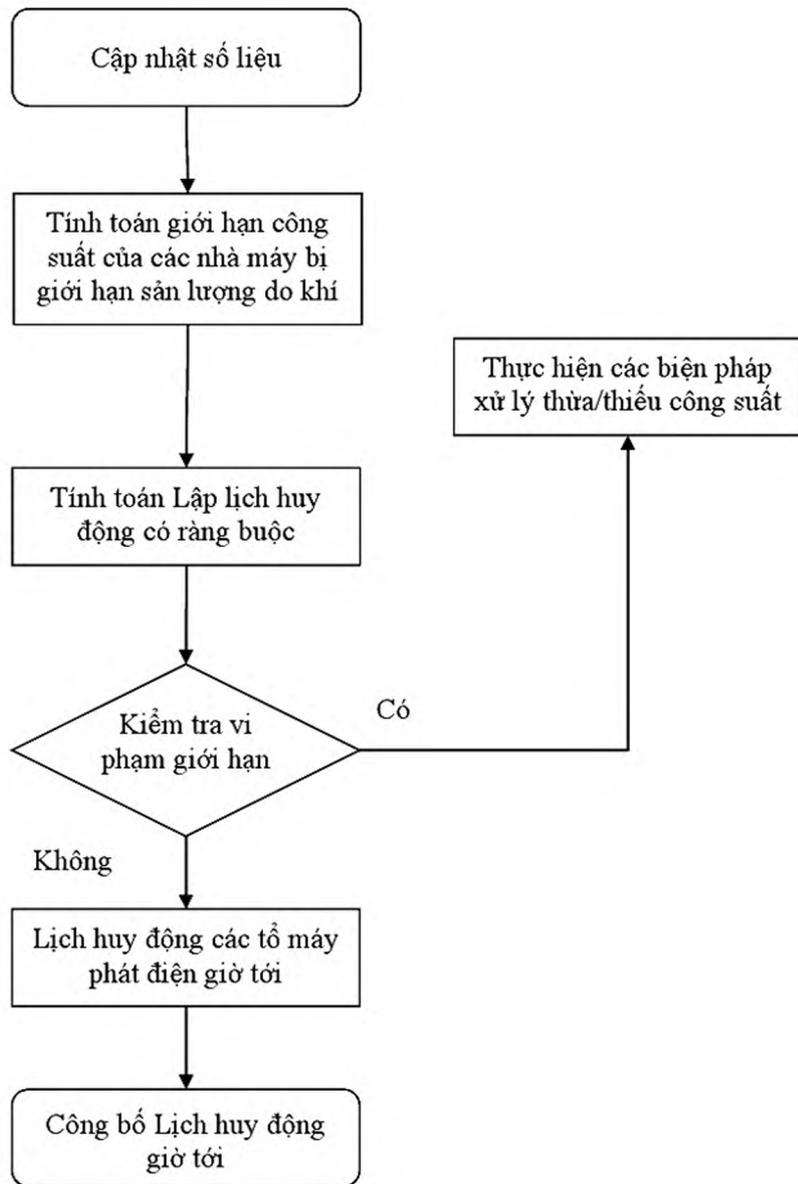 Cập nhật số liệu
Tính toán giới hạn công
suất của các nhà máy bị
giới hạn sản lượng do khí
Thực hiện các biện pháp
xử lý thừa/thiếu công suất
Tính toán Lập lịch huy
động có ràng buộc
Kiểm tra vi
phạm giới hạn
Có
Không
Lịch huy động các tổ máy
phát điện giờ tới
Công bố Lịch huy động
giờ tới